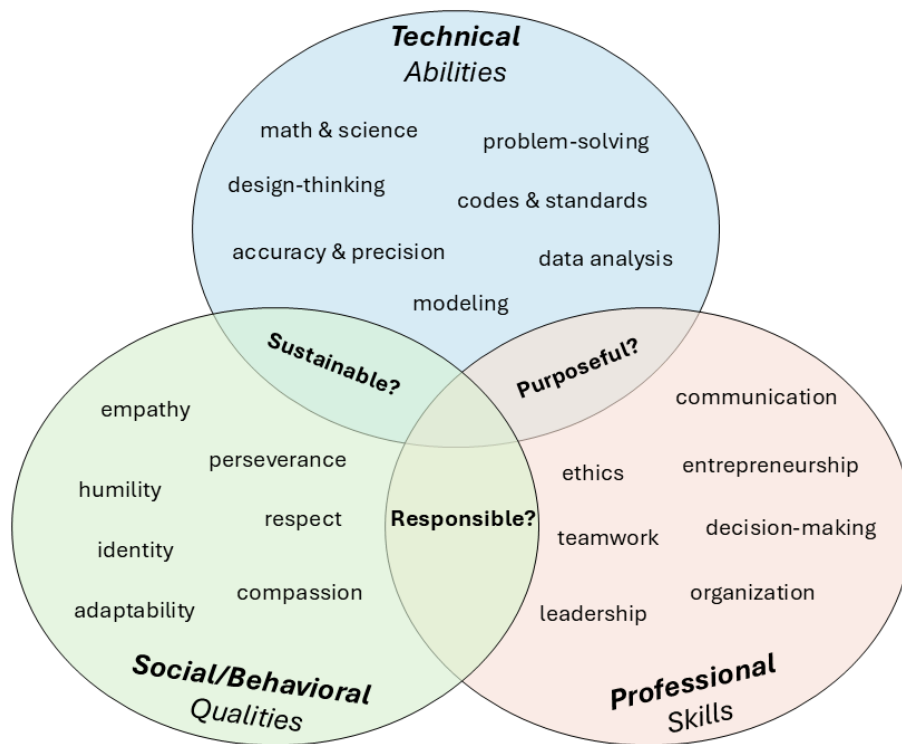 Technical
Abilities
math & science
problem-solving
design-thinking
codes & standards
accuracy & precision
data analysis
modeling
Sustainable?
Purposeful?
Responsible?
empathy
perseverance
humility
respect
identity
compassion
adaptability
Social/Behavioral
Qualities
communication
ethics
entrepreneurship
teamwork
decision-making
leadership
organization
Professional
Skills